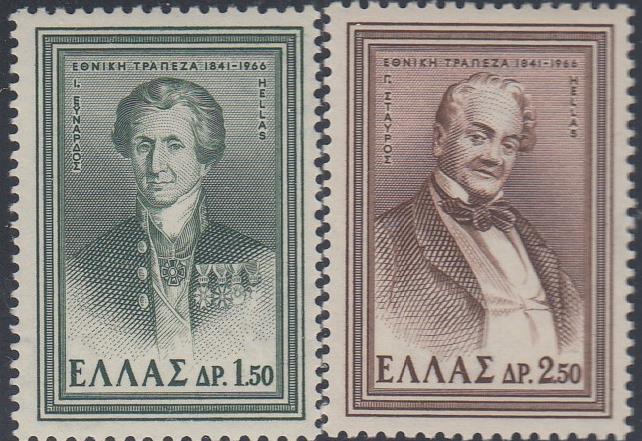 ΕΘΝΙΚΗ ΤΡΑΠΕΖΑ 1841-1966
Ι. ΕΥΝΑΡΔΟΣ
HELLAS
ΕΛΛΑΣ ΔΡ. 1.50
ΕΘΝΙΚΗ ΤΡΑΠΕΖΑ 1841-1966
Γ. ΣΤΑΥΡΟΣ
HELLAS
ΕΛΛΑΣ ΔΡ. 2.50